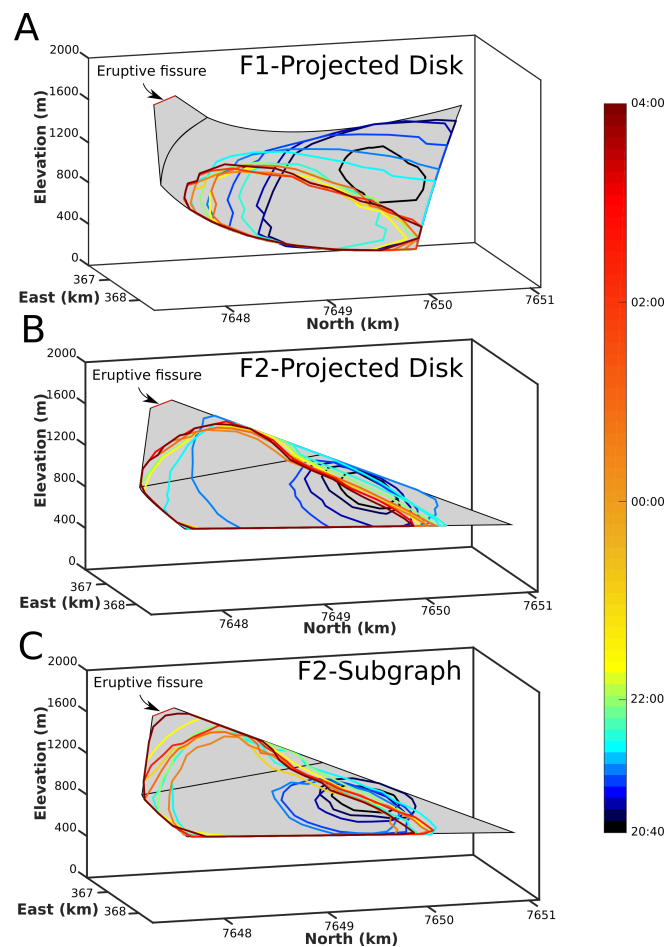 A
F1-Projected Disk
Eruptive fissure
2000
1600
1200
800
400
0
Elevation (m)
367
368
East (km)
7648
7649
7650
7651
North (km)
B
F2-Projected Disk
Eruptive fissure
2000
1600
1200
800
400
0
Elevation (m)
367
368
East (km)
7648
7649
7650
7651
North (km)
C
F2-Subgraph
Eruptive fissure
2000
1600
1200
800
400
0
Elevation (m)
367
368
East (km)
7648
7649
7650
7651
North (km)
04:00
02:00
00:00
22:00
20:40